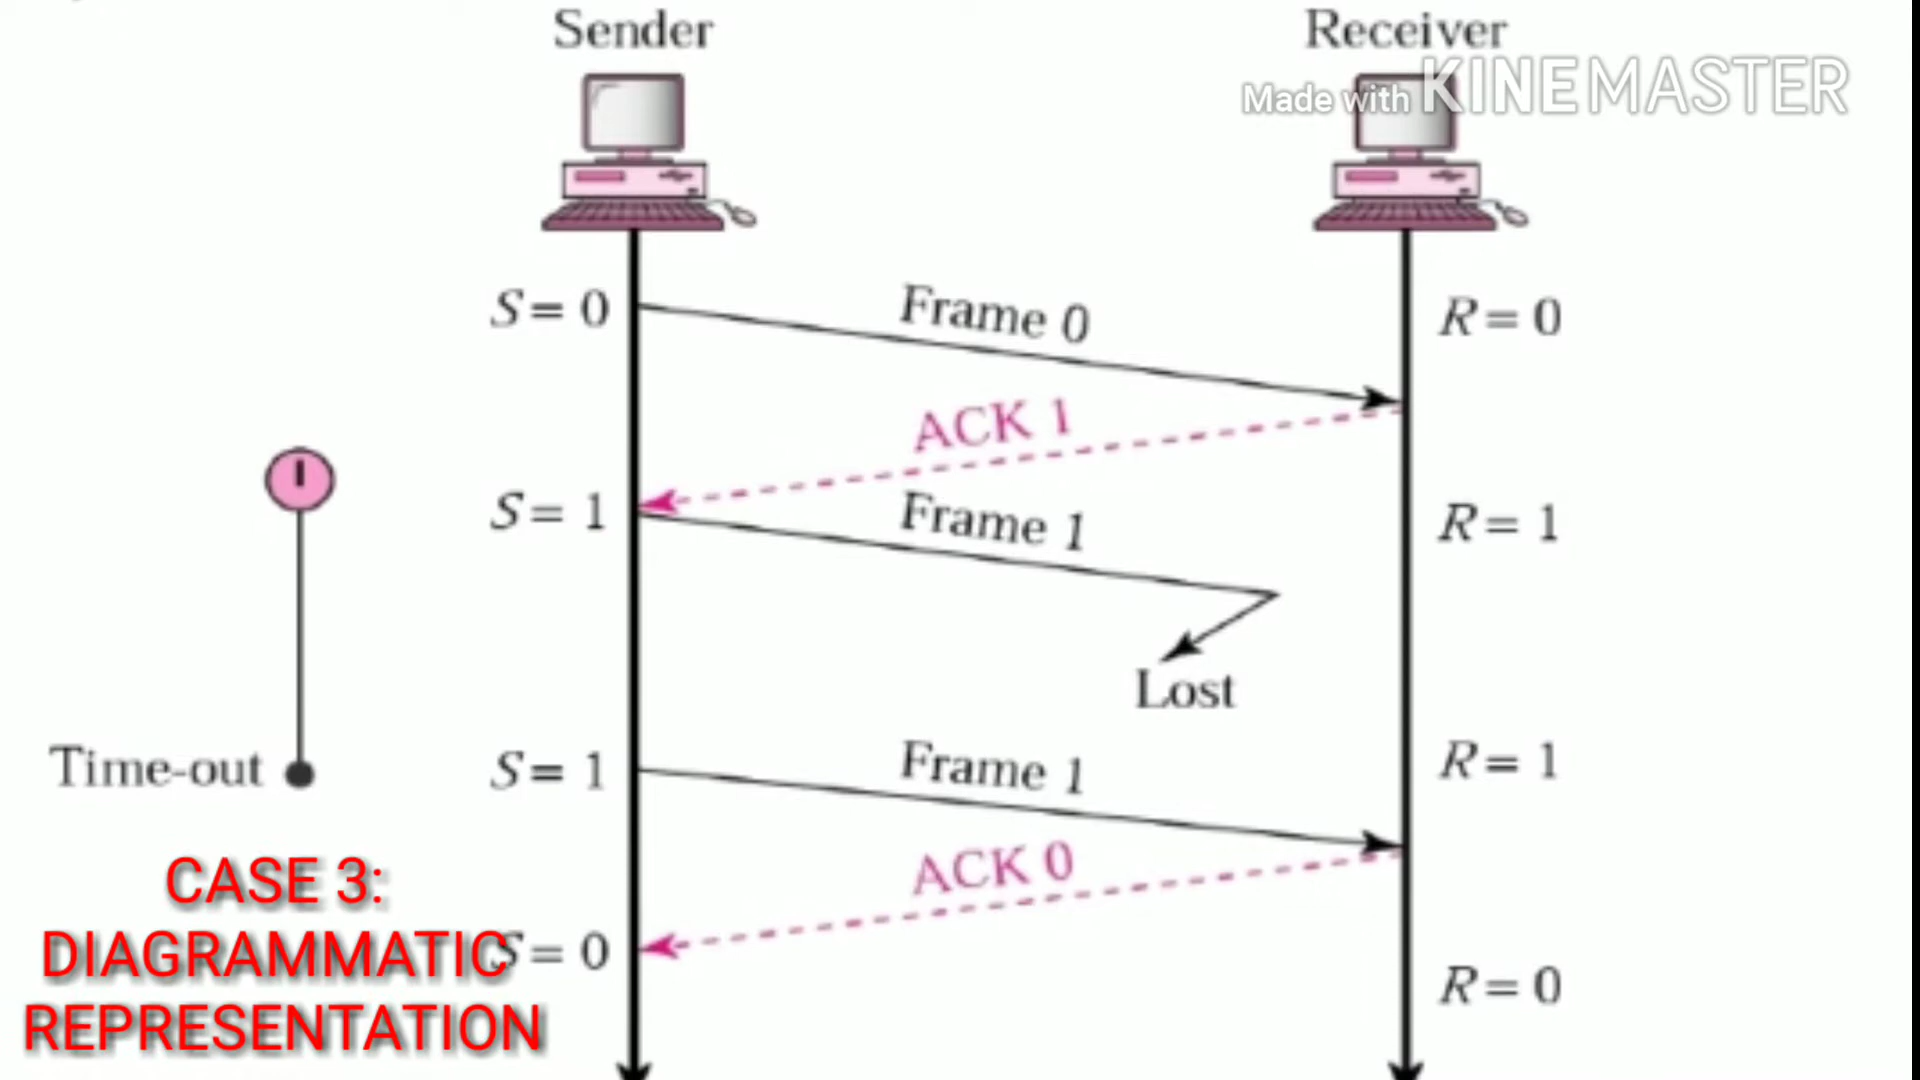 Sender
Receiver
Made with KINEMASTER
S = 0
Frame 0
R = 0
ACK 1
S = 1
Frame 1
R = 1
Lost
Time-out
S = 1
Frame 1
R = 1
ACK 0
S = 0
R = 0
CASE 3:
DIAGRAMMATIC
REPRESENTATION